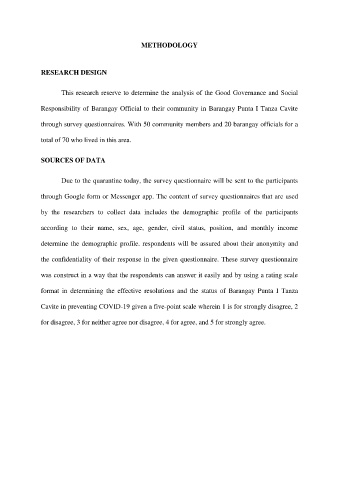 METHODOLOGY
RESEARCH DESIGN
This research reserve to determine the analysis of the Good Governance and Social
Responsibility of Barangay Official to their community in Barangay Punta I Tanza Cavite
through survey questionnaires. With 50 community members and 20 barangay officials for a
total of 70 who lived in this area.
SOURCES OF DATA
Due to the quarantine today, the survey questionnaire will be sent to the participants
through Google form or Messenger app. The content of survey questionnaires that are used
by the researchers to collect data includes the demographic profile of the participants
according to their name, sex, age, gender, civil status, position, and monthly income
determine the demographic profile. respondents will be assured about their anonymity and
the confidentiality of their response in the given questionnaire. These survey questionnaire
was construct in a way that the respondents can answer it easily and by using a rating scale
format in determining the effective resolutions and the status of Barangay Punta I Tanza
Cavite in preventing COVID-19 given a five-point scale wherein 1 is for strongly disagree, 2
for disagree, 3 for neither agree nor disagree, 4 for agree, and 5 for strongly agree.